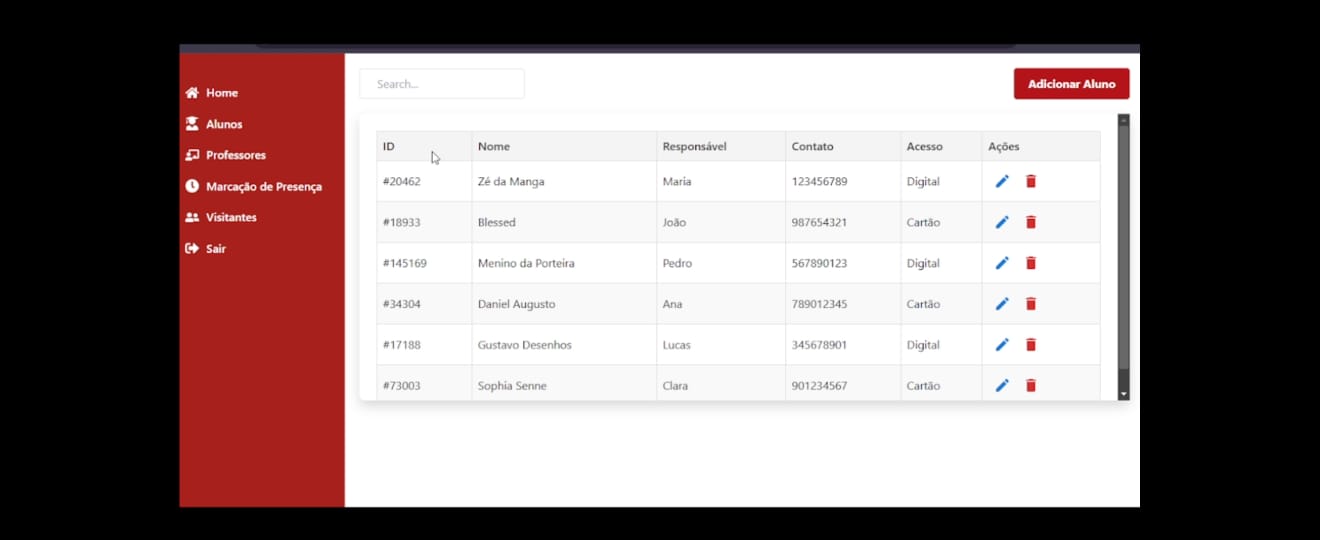 Home
Alunos
Professores
Marcação de Presença
Visitantes
Sair
Search...
Adicionar Aluno
ID Nome Responsável Contato Acesso Ações
#20462 Zé da Manga Maria 123456789 Digital
#18933 Blessed João 987654321 Cartão
#145169 Menino da Porteira Pedro 567890123 Digital
#34304 Daniel Augusto Ana 789012345 Cartão
#17188 Gustavo Desenhos Lucas 345678901 Digital
#73003 Sophia Senne Clara 901234567 Cartão